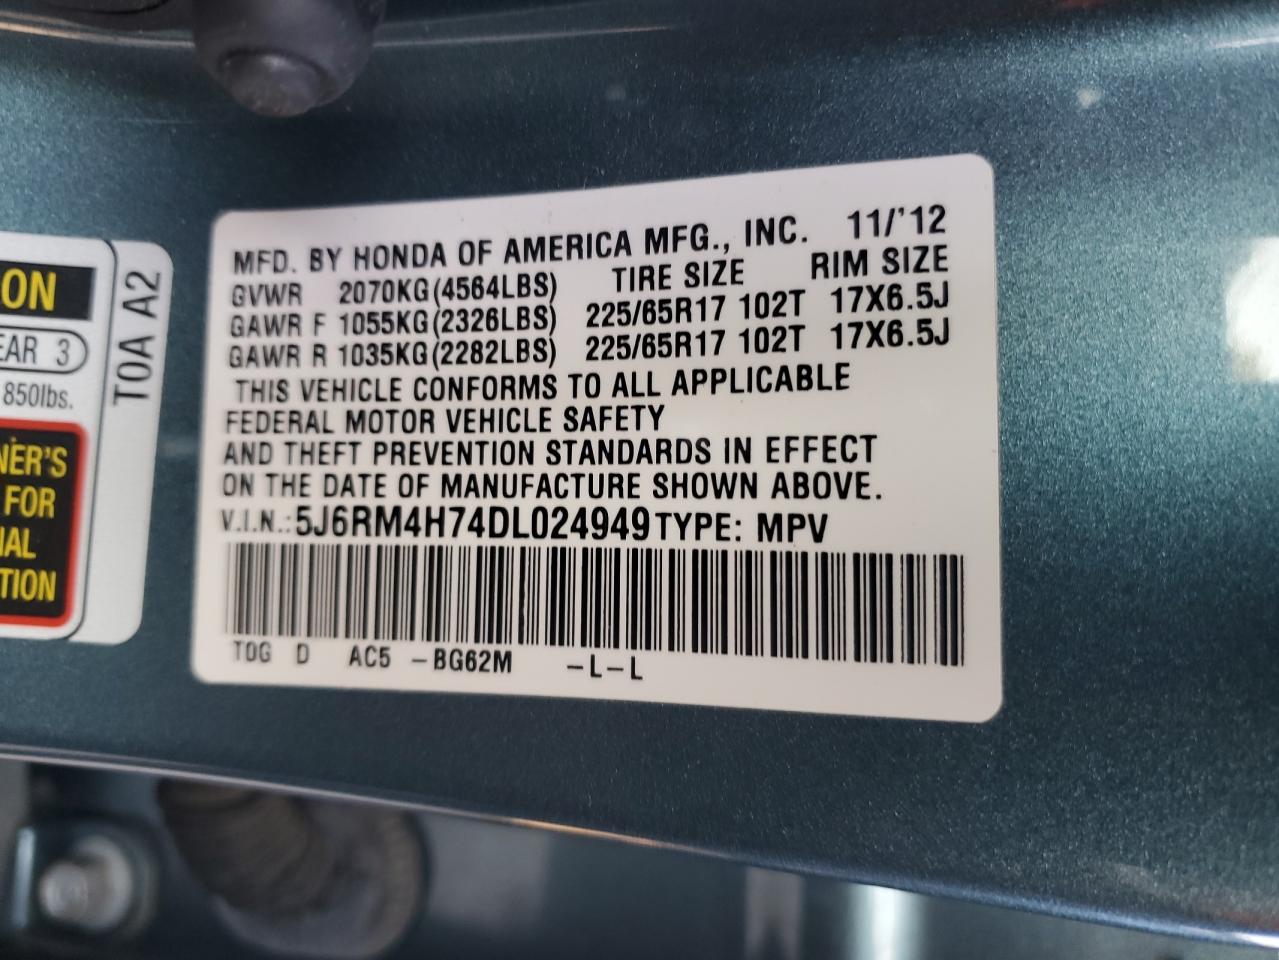 MFD. BY HONDA OF AMERICA MFG., INC. 11/'12
GVWR 2070KG(4564LBS) TIRE SIZE RIM SIZE
GAWR F 1055KG(2326LBS) 225/65R17 102T 17X6.5J
GAWR R 1035KG(2282LBS) 225/65R17 102T 17X6.5J
THIS VEHICLE CONFORMS TO ALL APPLICABLE
FEDERAL MOTOR VEHICLE SAFETY
AND THEFT PREVENTION STANDARDS IN EFFECT
ON THE DATE OF MANUFACTURE SHOWN ABOVE.
V.I.N.: 5J6RM4H74DL024949 TYPE: MPV
T0G D AC5 -BG62M -L-L
T0A A2
ON
EAR 3
850lbs.
NER'S
FOR
IAL
TION